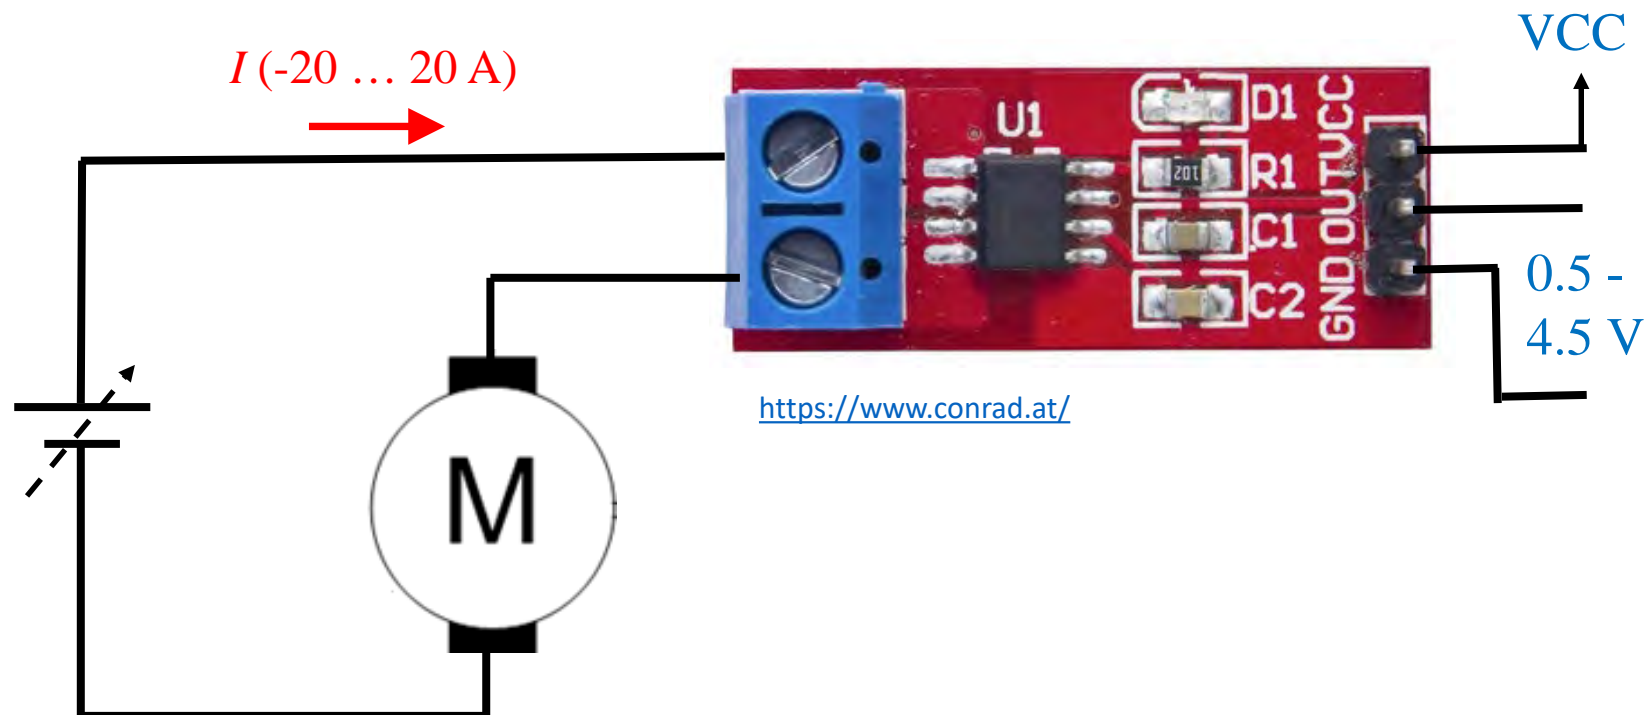 VCC
I (-20 … 20 A)
U1
D1
R1
102
C1
C2
GND OUT VCC
0.5 -
4.5 V
https://www.conrad.at/
M